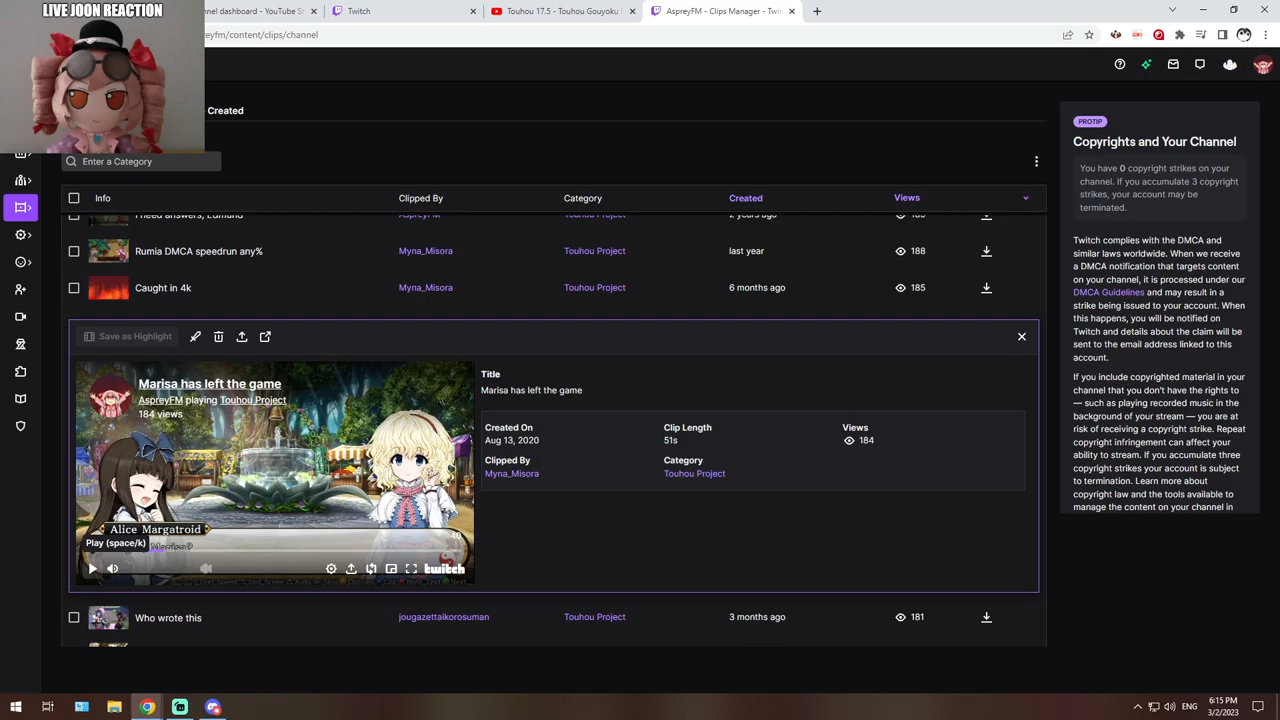 LIVE JOON REACTION
nnel dashboard - YouTube St
Twitch
Touhou 17.5 - Touhou Gouyoku
AspreyFM - Clips Manager - Twit
eyfm/content/clips/channel
Created
Enter a Category
Info
Clipped By
Category
Created
Views
I need answers, Edmund
AspreyFM
Touhou Project
2 years ago
Rumia DMCA speedrun any%
Myna_Misora
Touhou Project
last year
188
Caught in 4k
Myna_Misora
Touhou Project
6 months ago
185
Save as Highlight
Marisa has left the game
AspreyFM playing Touhou Project
184 views
Alice Margatroid
40
Play (space/k)
Marisa?
twitch
Title
Marisa has left the game
Created On
Aug 13, 2020
Clip Length
51s
Views
184
Clipped By
Myna_Misora
Category
Touhou Project
Who wrote this
jougazettaikorosuman
Touhou Project
3 months ago
181
PROTIP
Copyrights and Your Channel
You have 0 copyright strikes on
your channel. If you accumulate 3 copyright
strikes, your account may be
terminated.
Twitch complies with the DMCA and
similar laws worldwide. When we receive
a DMCA notification that targets content
on your channel, it is processed under our
DMCA Guidelines and may result in a
strike being issued to your account. When
this happens, you will be notified on
Twitch and details about the claim will be
sent to the email address linked to this
account.
If you include copyrighted material in your
channel that you don't have the rights to
— such as playing recorded music in the
background of your stream — you are at
risk of receiving a copyright strike. Repeat
copyright infringement can affect your
ability to stream. If you accumulate three
copyright strikes your account is subject
to termination. Learn more about
copyright law and the tools available to
manage the content on your channel in
ENG
6:15 PM
3/2/2023